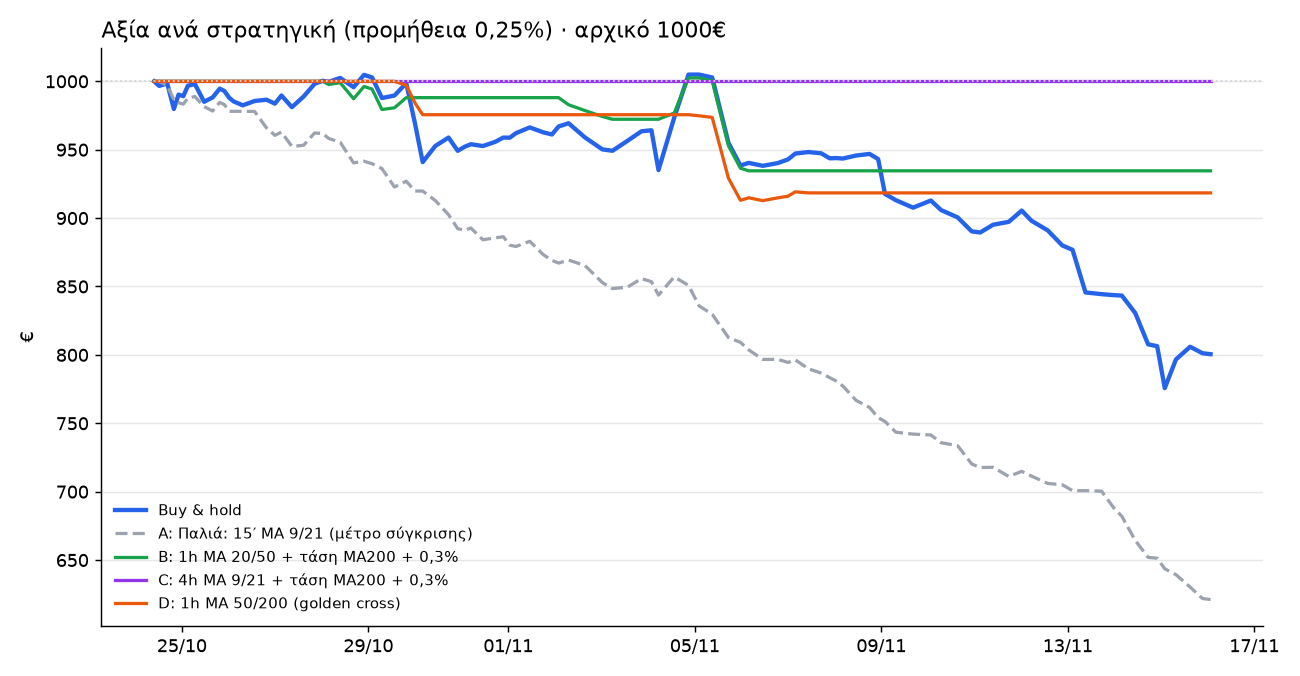 Αξία ανά στρατηγική (προμήθεια 0,25%) · αρχικό 1000€
1000
950
900
850
800
750
700
650
€
Buy & hold
A: Παλιά: 15′ MA 9/21 (μέτρο σύγκρισης)
B: 1h MA 20/50 + τάση MA200 + 0,3%
C: 4h MA 9/21 + τάση MA200 + 0,3%
D: 1h MA 50/200 (golden cross)
25/10
29/10
01/11
05/11
09/11
13/11
17/11